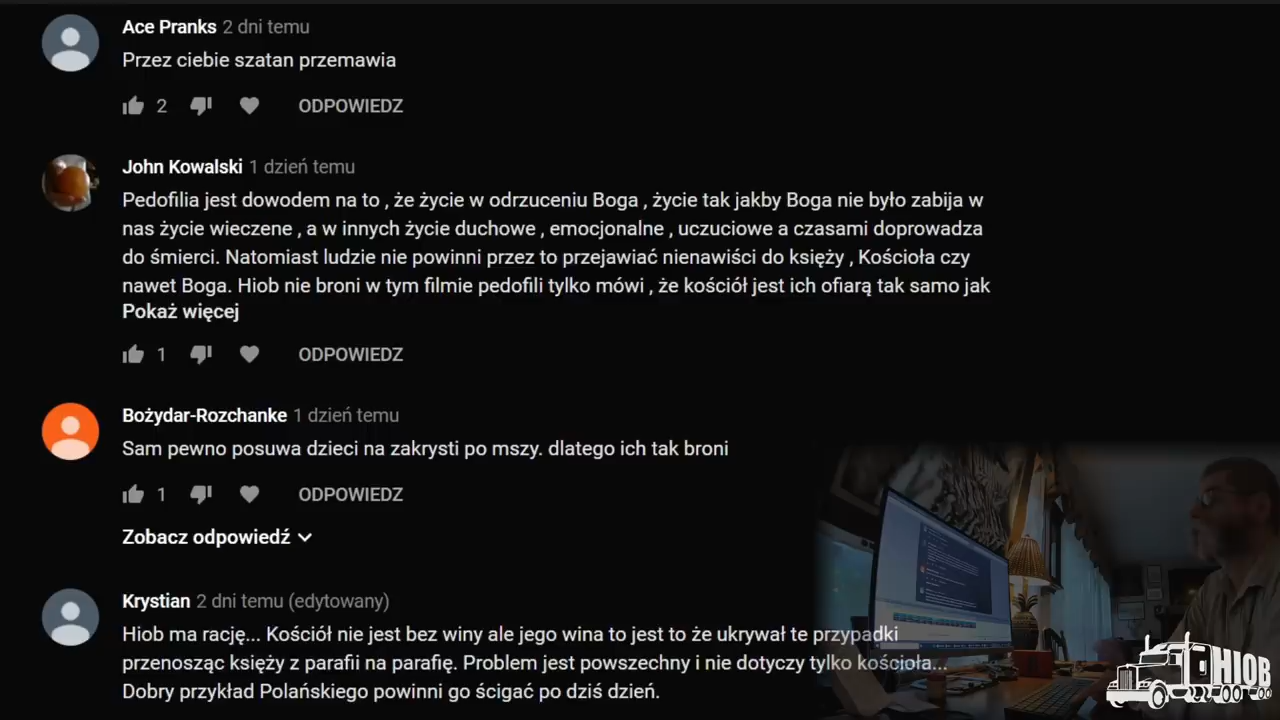 Ace Pranks 2 dni temu
Przez ciebie szatan przemawia
2 ODPOWIEDZ
John Kowalski 1 dzień temu
Pedofilia jest dowodem na to , że życie w odrzuceniu Boga , życie tak jakby Boga nie było zabija w
nas życie wieczene , a w innych życie duchowe , emocjonalne , uczuciowe a czasami doprowadza
do śmierci. Natomiast ludzie nie powinni przez to przejawiać nienawiści do księży , Kościoła czy
nawet Boga. Hiob nie broni w tym filmie pedofili tylko mówi , że kościół jest ich ofiarą tak samo jak
Pokaż więcej
1 ODPOWIEDZ
Bożydar-Rozchanke 1 dzień temu
Sam pewno posuwa dzieci na zakrysti po mszy. dlatego ich tak broni
1 ODPOWIEDZ
Zobacz odpowiedź
Krystian 2 dni temu (edytowany)
Hiob ma rację... Kościół nie jest bez winy ale jego wina to jest to że ukrywał te przypadki
przenosząc księży z parafii na parafię. Problem jest powszechny i nie dotyczy tylko kościoła...
Dobry przykład Polańskiego powinni go ścigać po dziś dzień.
HIOB